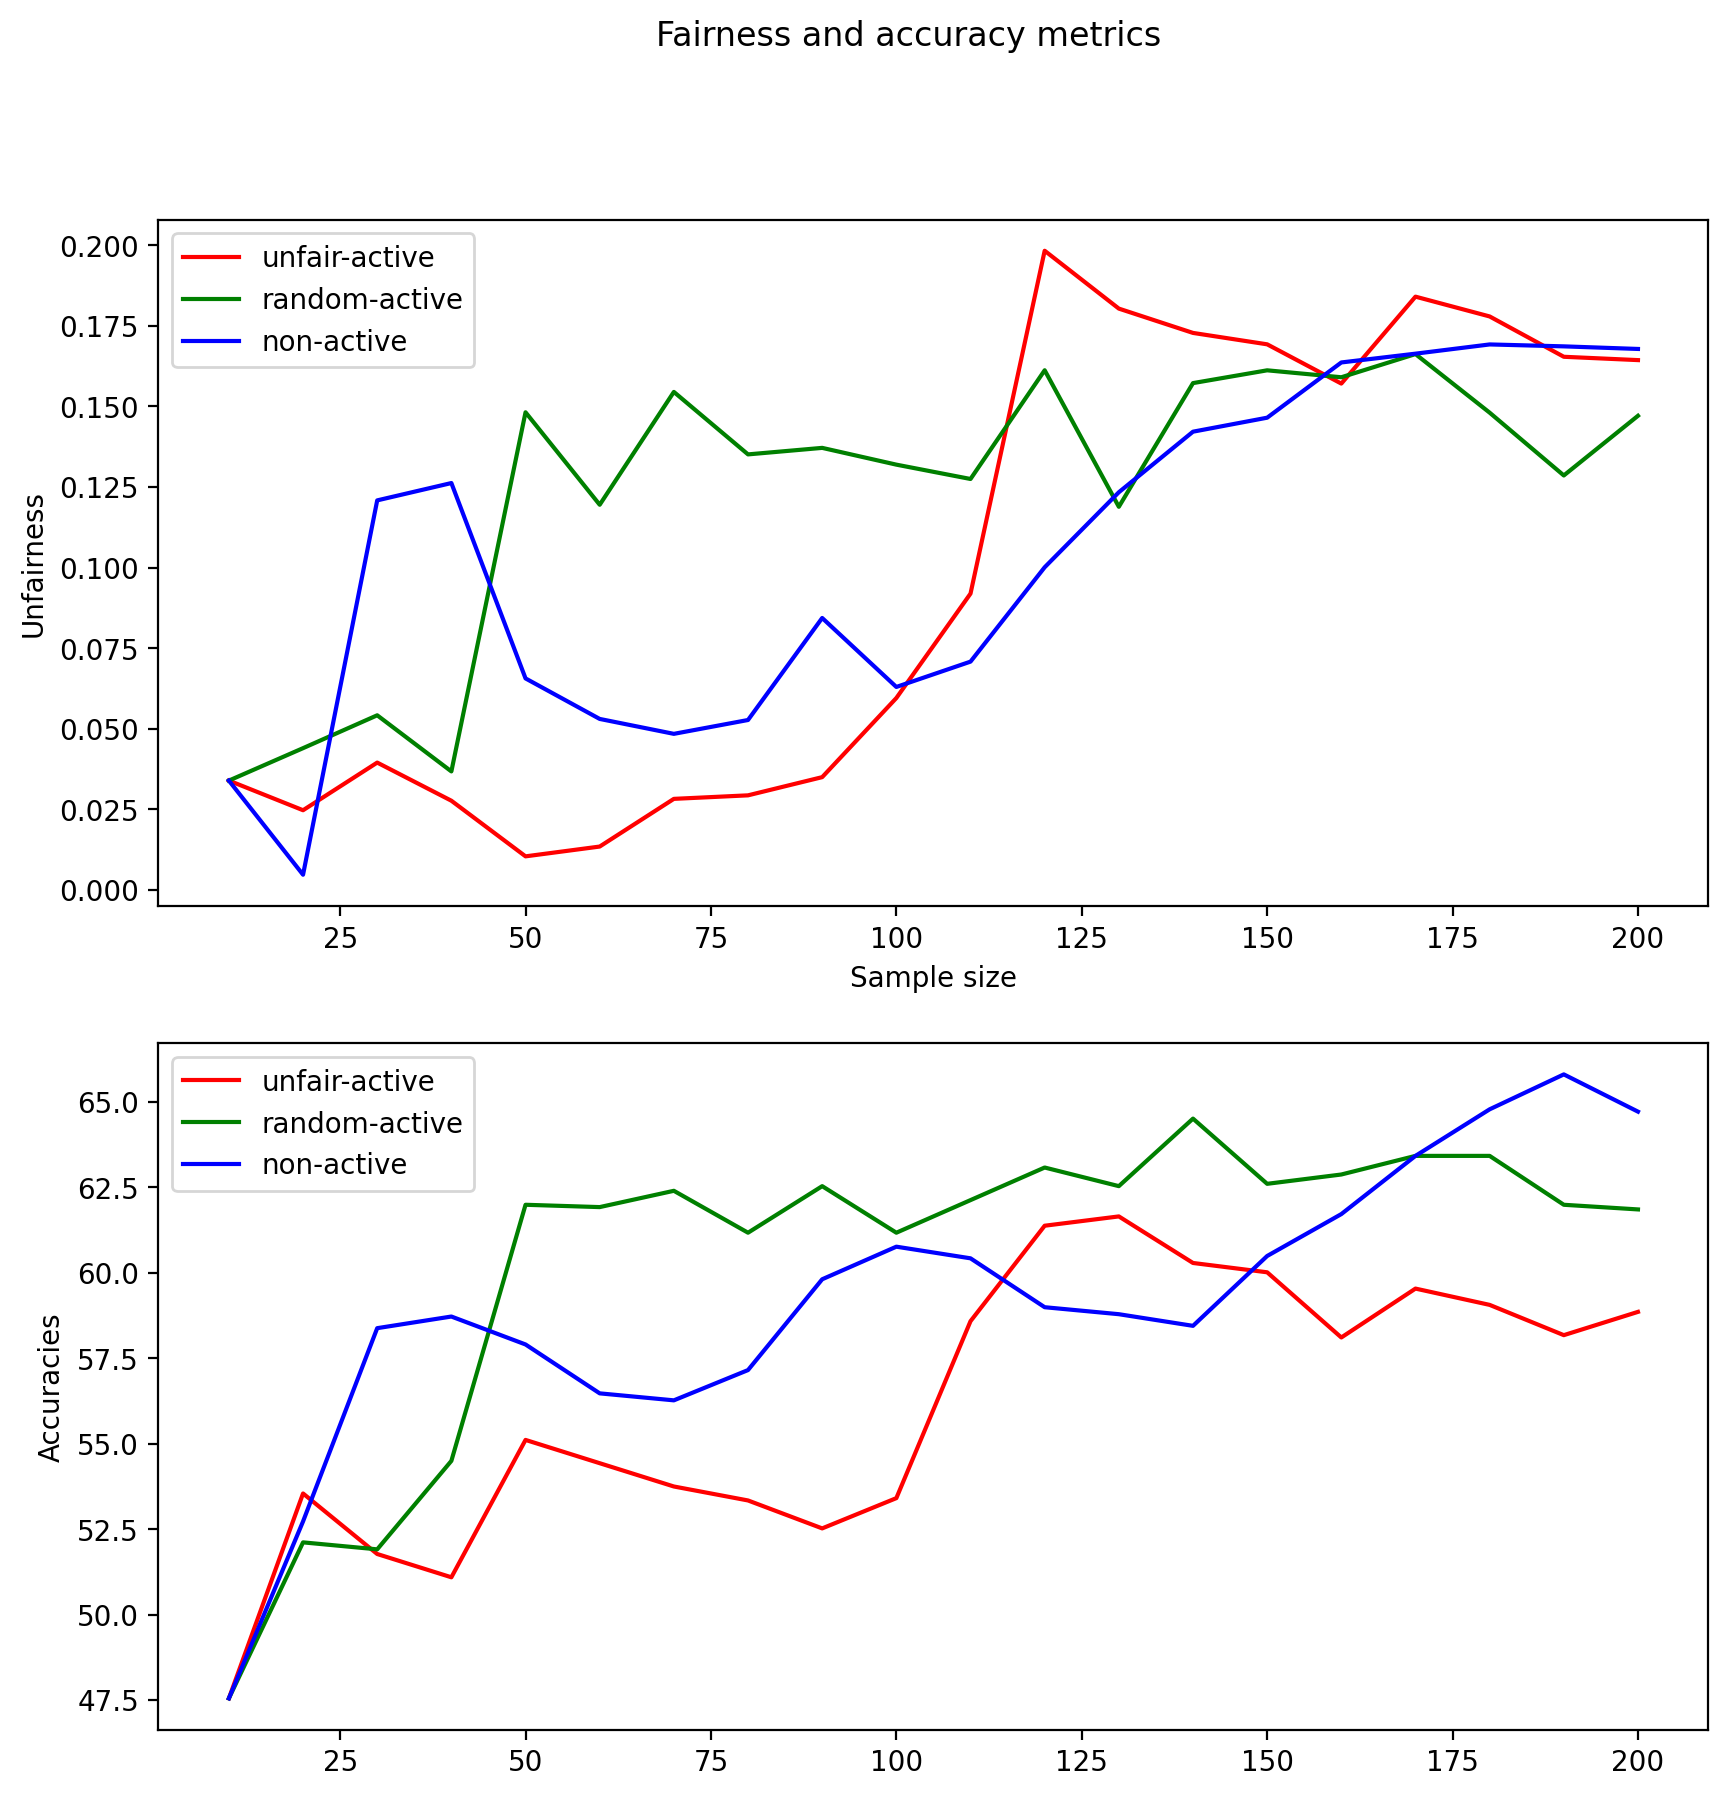 Fairness and accuracy metrics
unfair-active
random-active
non-active
Unfairness
0.200
0.175
0.150
0.125
0.100
0.075
0.050
0.025
0.000
25 50 75 100 125 150 175 200
Sample size
unfair-active
random-active
non-active
Accuracies
65.0
62.5
60.0
57.5
55.0
52.5
50.0
47.5
25 50 75 100 125 150 175 200